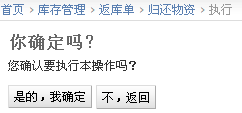 首页 > 库存管理 > 返库单 > 归还物资 > 执行
你确定吗?
您确认要执行本操作吗?
是的,我确定 不,返回